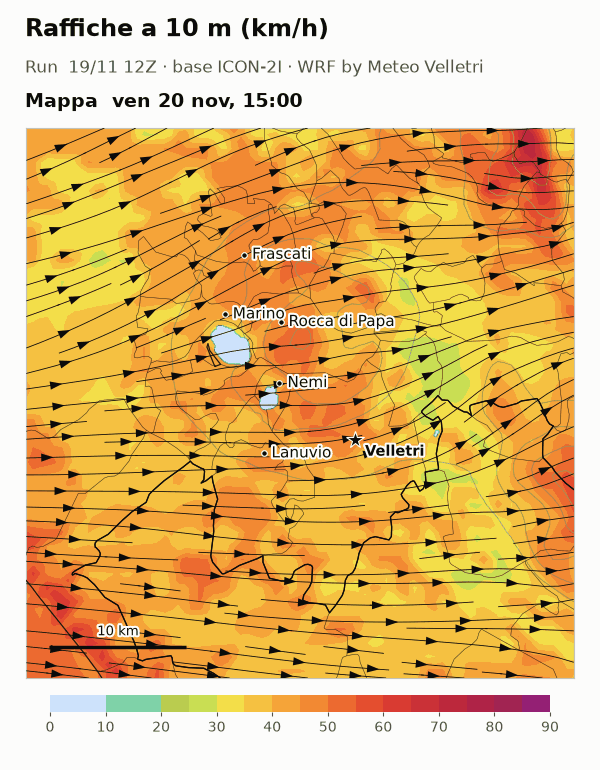 Raffiche a 10 m (km/h)
Run  19/11 12Z · base ICON-2I · WRF by Meteo Velletri
Mappa  ven 20 nov, 15:00
Frascati
Marino
Rocca di Papa
Nemi
Velletri
Lanuvio
10 km
0 10 20 30 40 50 60 70 80 90